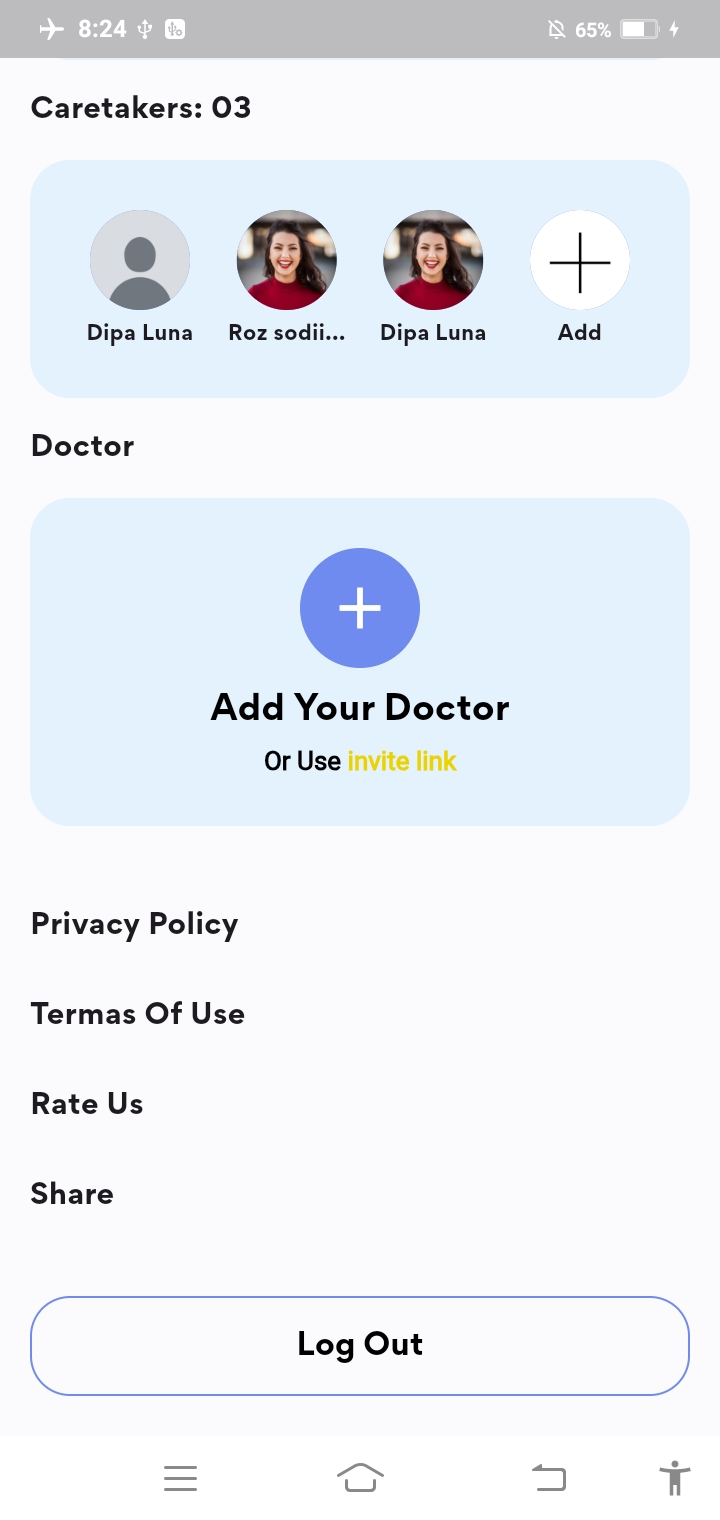 8:24 65%
Caretakers: 03
Dipa Luna Roz sodii... Dipa Luna Add
Doctor
Add Your Doctor
Or Use invite link
Privacy Policy
Termas Of Use
Rate Us
Share
Log Out